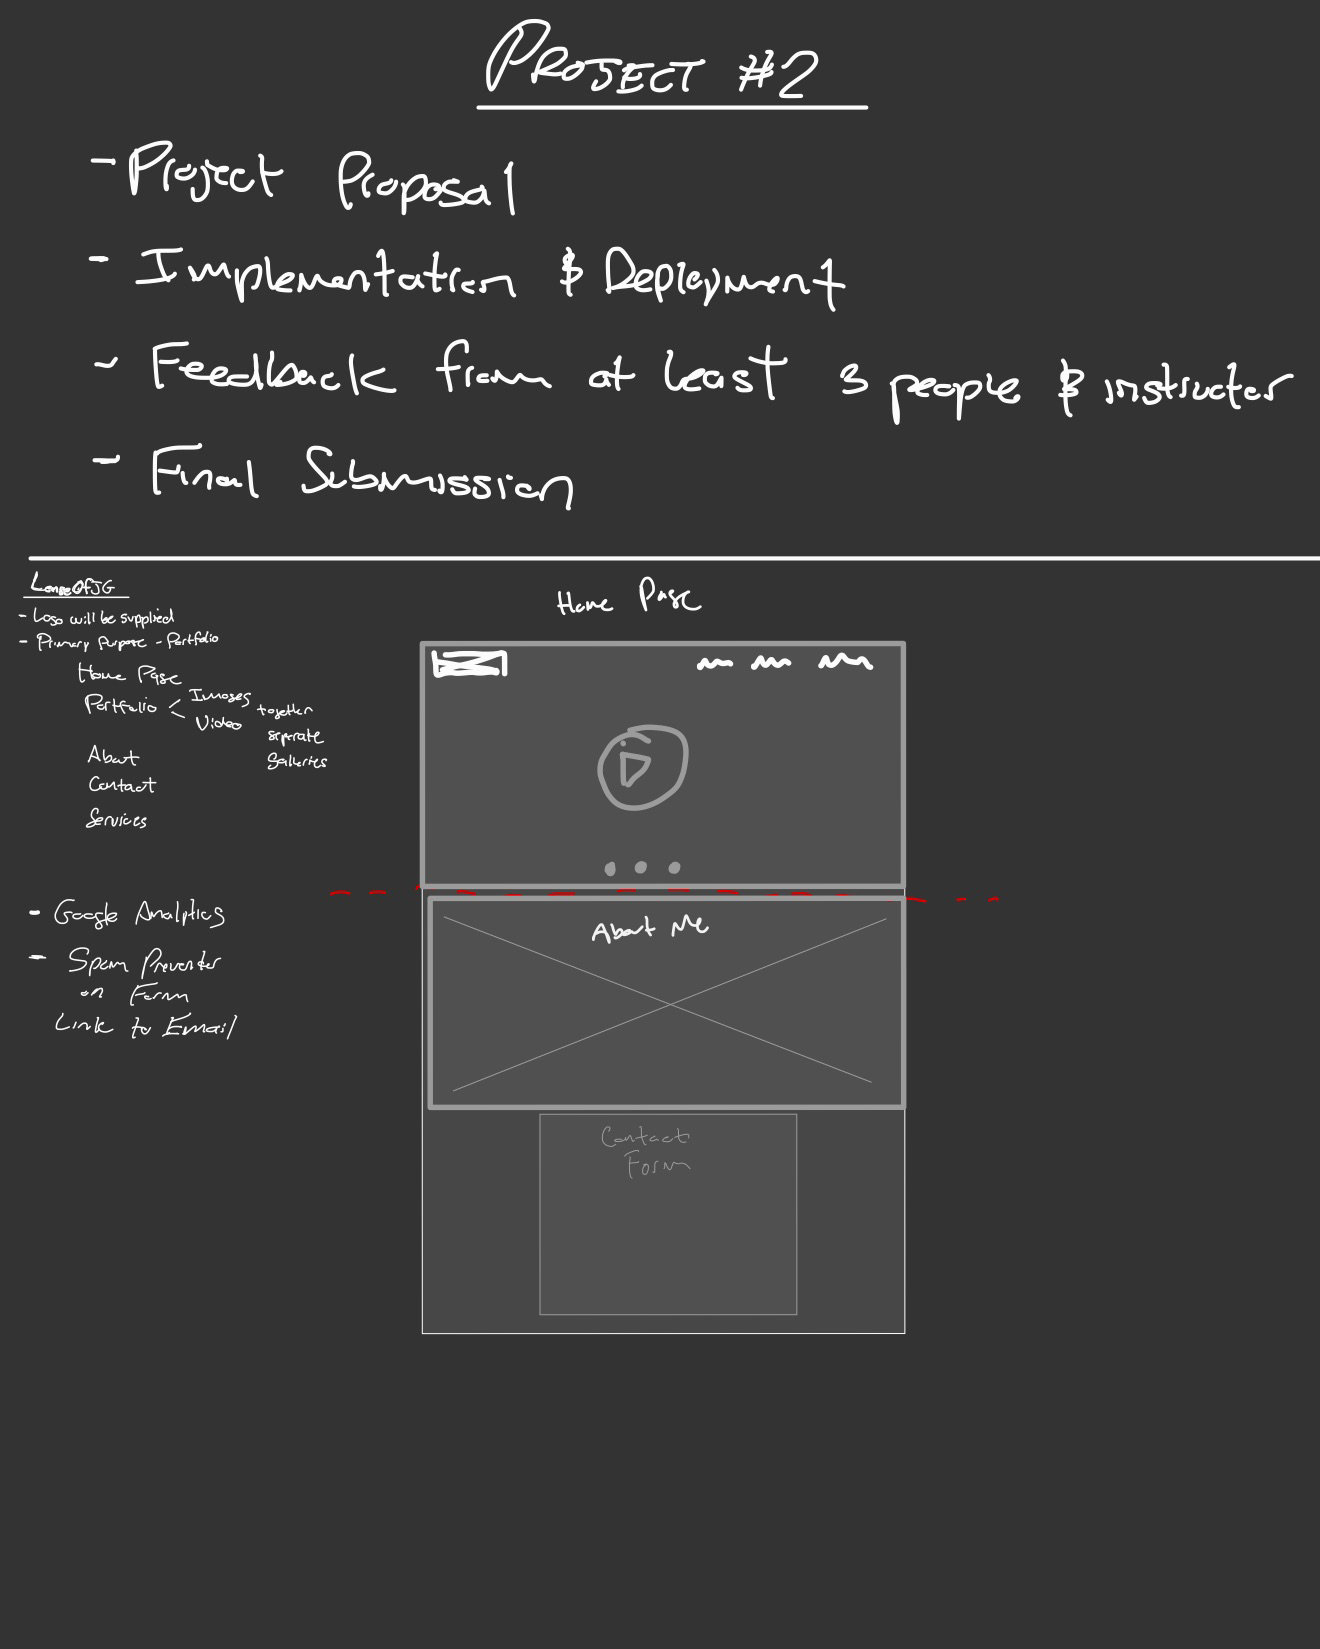 PROJECT #2
- Project Proposal
- Implementation & Deployment
- Feedback from at least 3 people & instructor
- Final Submission
LenseOfJG
- Logo will be supplied
- Primary Purpose - Portfolio
Home Page
Portfolio < Images together
Video separate
Galleries
About
Contact
Services
- Google Analytics
- Spam Preventer
on Form
Link to Email
Home Page
About Me
Contact
Form